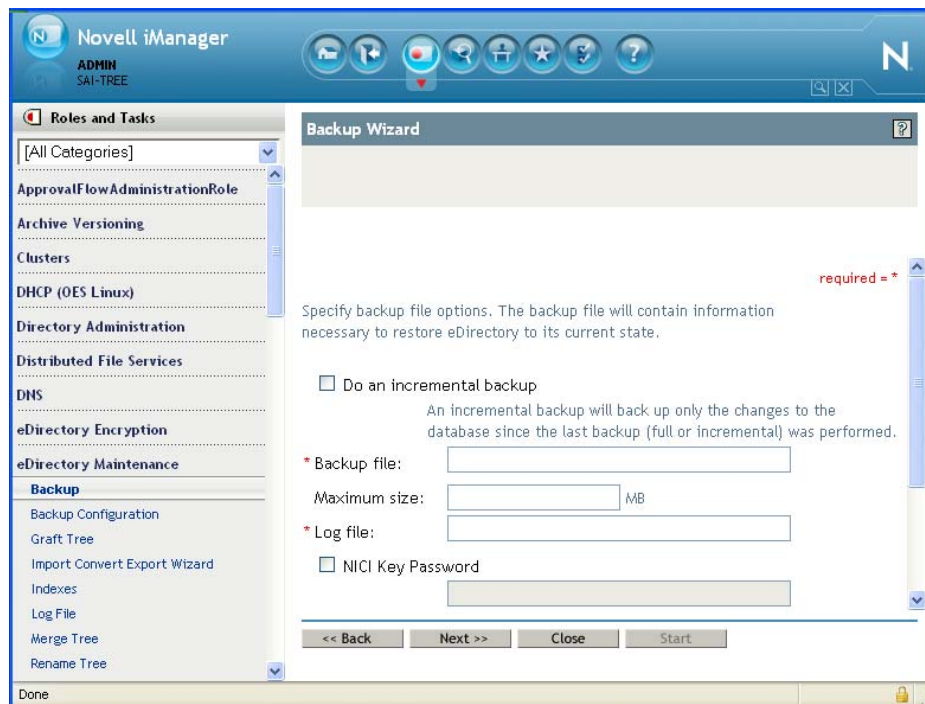 Novell iManager
ADMIN
SAI-TREE
N
Roles and Tasks
[All Categories]
ApprovalFlowAdministrationRole
Archive Versioning
Clusters
DHCP (OES Linux)
Directory Administration
Distributed File Services
DNS
eDirectory Encryption
eDirectory Maintenance
Backup
Backup Configuration
Graft Tree
Import Convert Export Wizard
Indexes
Log File
Merge Tree
Rename Tree
Backup Wizard
?
required = *
Specify backup file options. The backup file will contain information
necessary to restore eDirectory to its current state.
Do an incremental backup
An incremental backup will back up only the changes to the
database since the last backup (full or incremental) was performed.
* Backup file:
Maximum size: MB
* Log file:
NICI Key Password
<< Back Next >> Close Start
Done